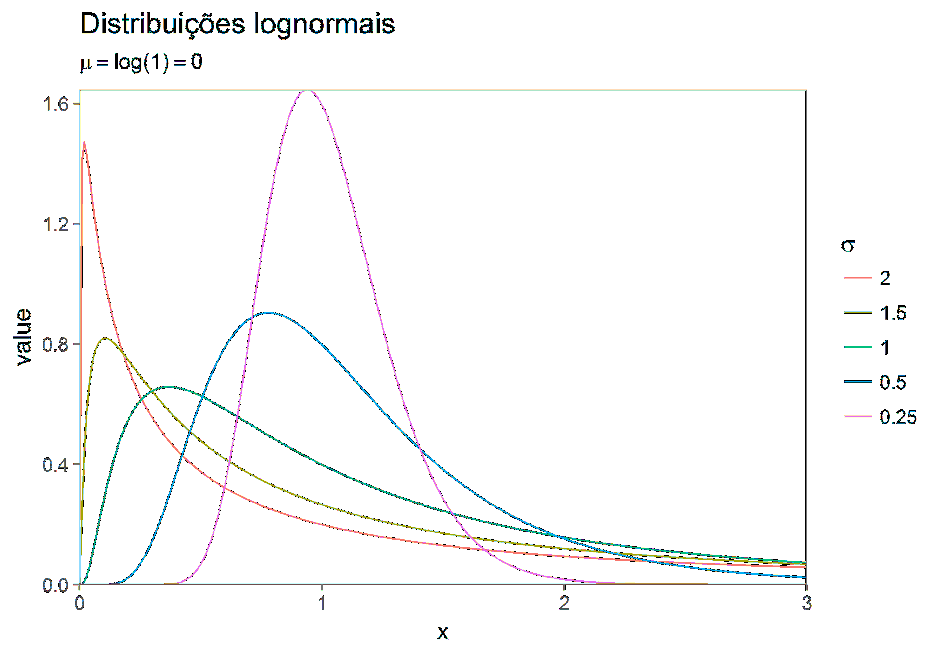 Distribuições lognormais
μ = log(1) = 0
1.6
1.2
0.8
0.4
0.0
value
0
1
2
3
x
σ
2
1.5
1
0.5
0.25